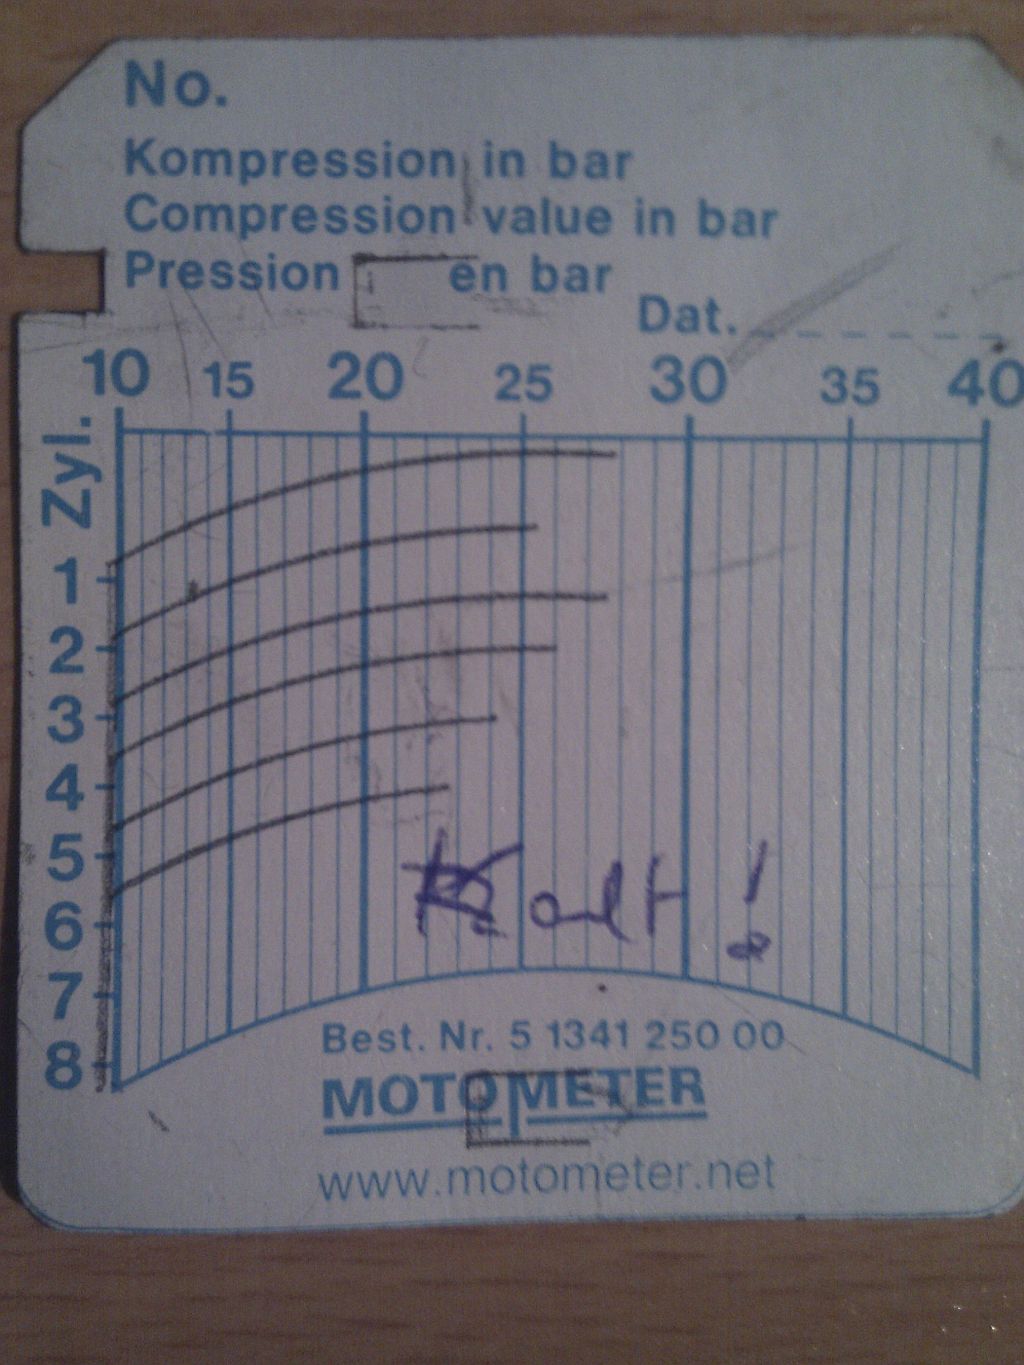 No.
Kompression in bar
Compression value in bar
Pression en bar
Dat.
10 15 20 25 30 35 40
Zyl.
1
2
3
4
5
6
7
8
Kalt!
Best. Nr. 5 1341 250 00
MOTOMETER
www.motometer.net